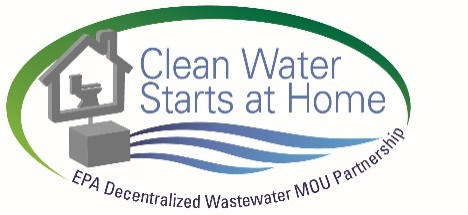 Clean Water
Starts at Home
EPA Decentralized Wastewater MOU Partnership